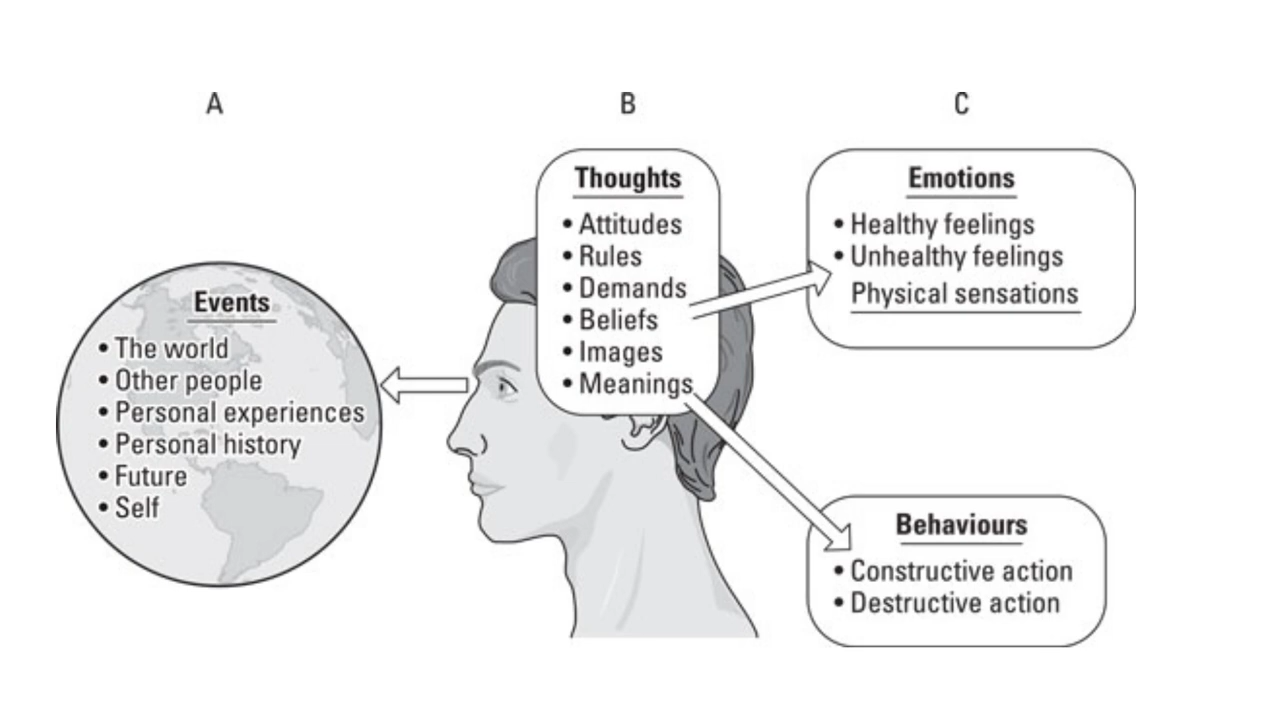 A
B
C
Events
• The world
• Other people
• Personal experiences
• Personal history
• Future
• Self
Thoughts
• Attitudes
• Rules
• Demands
• Beliefs
• Images
• Meanings
Emotions
• Healthy feelings
• Unhealthy feelings
Physical sensations
Behaviours
• Constructive action
• Destructive action